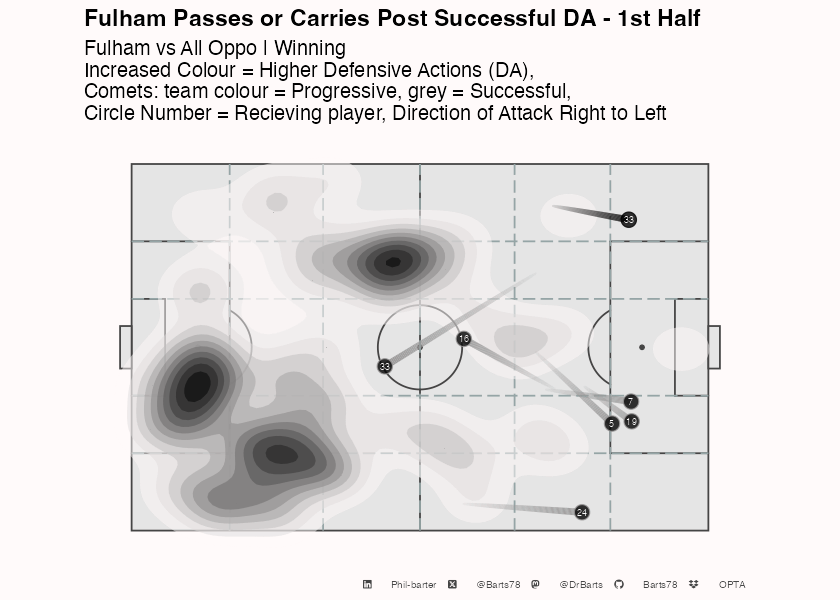 Fulham Passes or Carries Post Successful DA - 1st Half
Fulham vs All Oppo | Winning
Increased Colour = Higher Defensive Actions (DA),
Comets: team colour = Progressive, grey = Successful,
Circle Number = Recieving player, Direction of Attack Right to Left
33
16
33
7
5 19
24
Phil-barter @Barts78 @DrBarts Barts78 OPTA